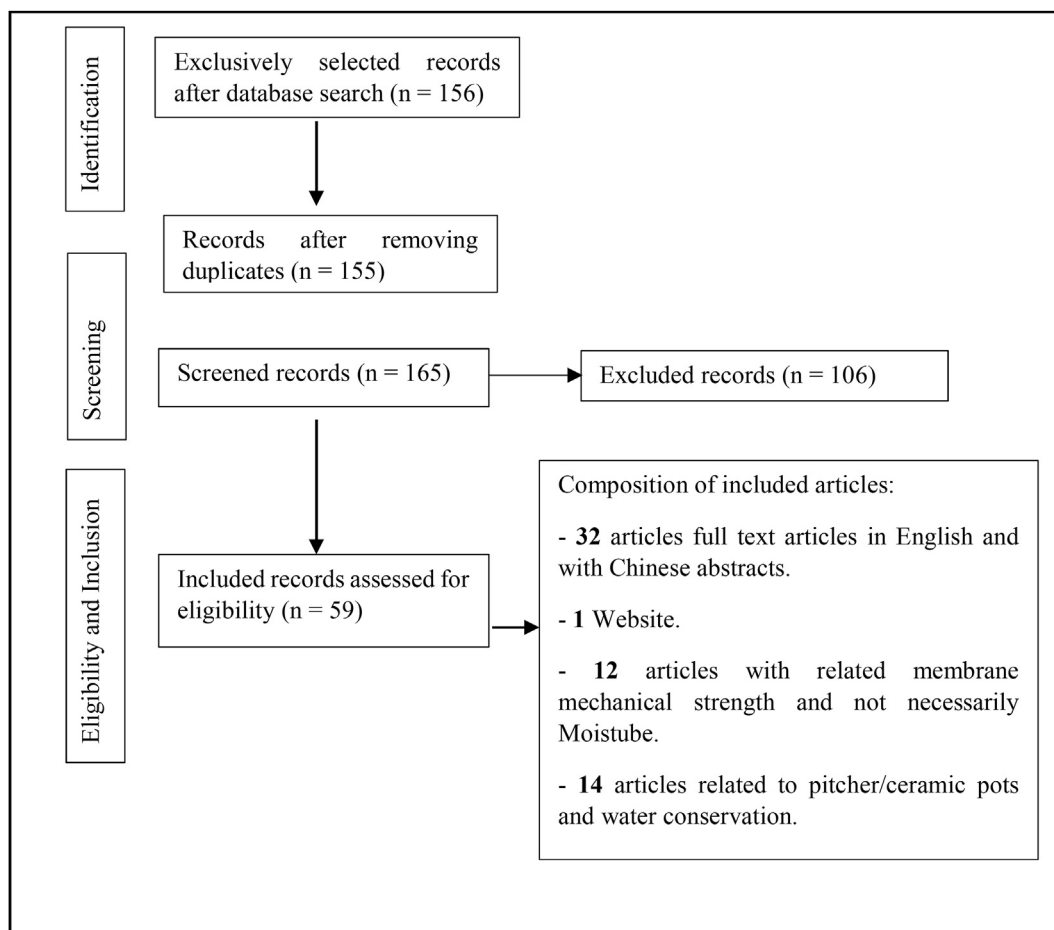 Identification
Exclusively selected records
after database search (n = 156)
Records after removing
duplicates (n = 155)
Screening
Screened records (n = 165)
Excluded records (n = 106)
Eligibility and Inclusion
Included records assessed for
eligibility (n = 59)
Composition of included articles:
- 32 articles full text articles in English and
with Chinese abstracts.
- 1 Website.
- 12 articles with related membrane
mechanical strength and not necessarily
Moistube.
- 14 articles related to pitcher/ceramic pots
and water conservation.